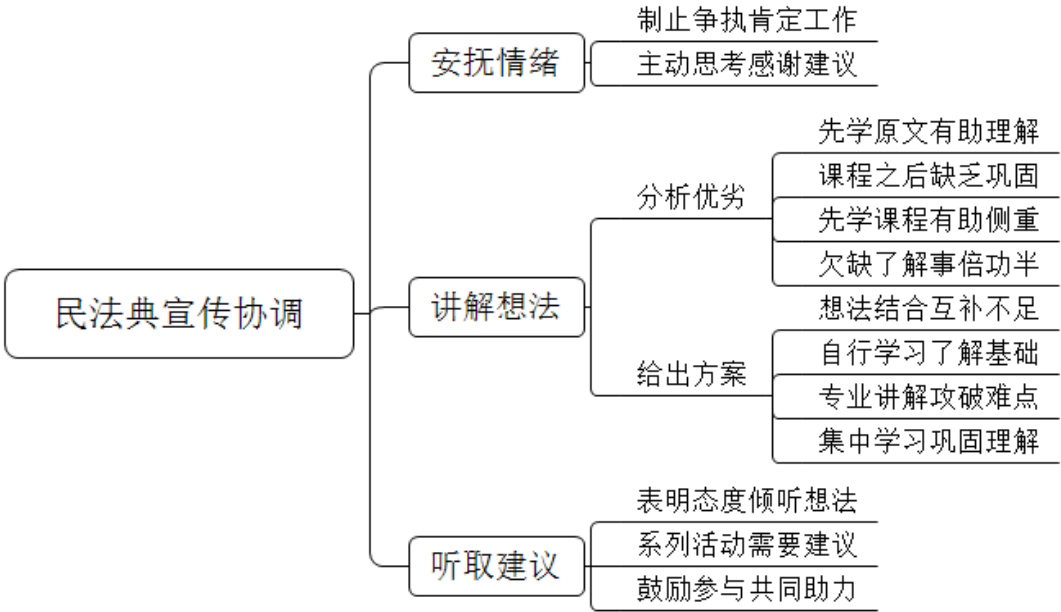 民法典宣传协调
安抚情绪
制止争执肯定工作
主动思考感谢建议
讲解想法
分析优劣
先学原文有助理解
课程之后缺乏巩固
先学课程有助侧重
欠缺了解事倍功半
给出方案
想法结合互补不足
自行学习了解基础
专业讲解攻破难点
集中学习巩固理解
听取建议
表明态度倾听想法
系列活动需要建议
鼓励参与共同助力